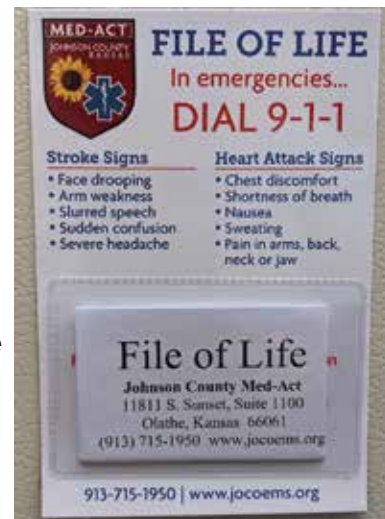 MED-ACT
JOHNSON COUNTY
KANSAS
FILE OF LIFE
In emergencies...
DIAL 9-1-1
Stroke Signs
• Face drooping
• Arm weakness
• Slurred speech
• Sudden confusion
• Severe headache
Heart Attack Signs
• Chest discomfort
• Shortness of breath
• Nausea
• Sweating
• Pain in arms, back,
neck or jaw
File of Life
Johnson County Med-Act
11811 S. Sunset, Suite 1100
Olathe, Kansas 66061
(913) 715-1950 www.jocoems.org
913-715-1950 | www.jocoems.org